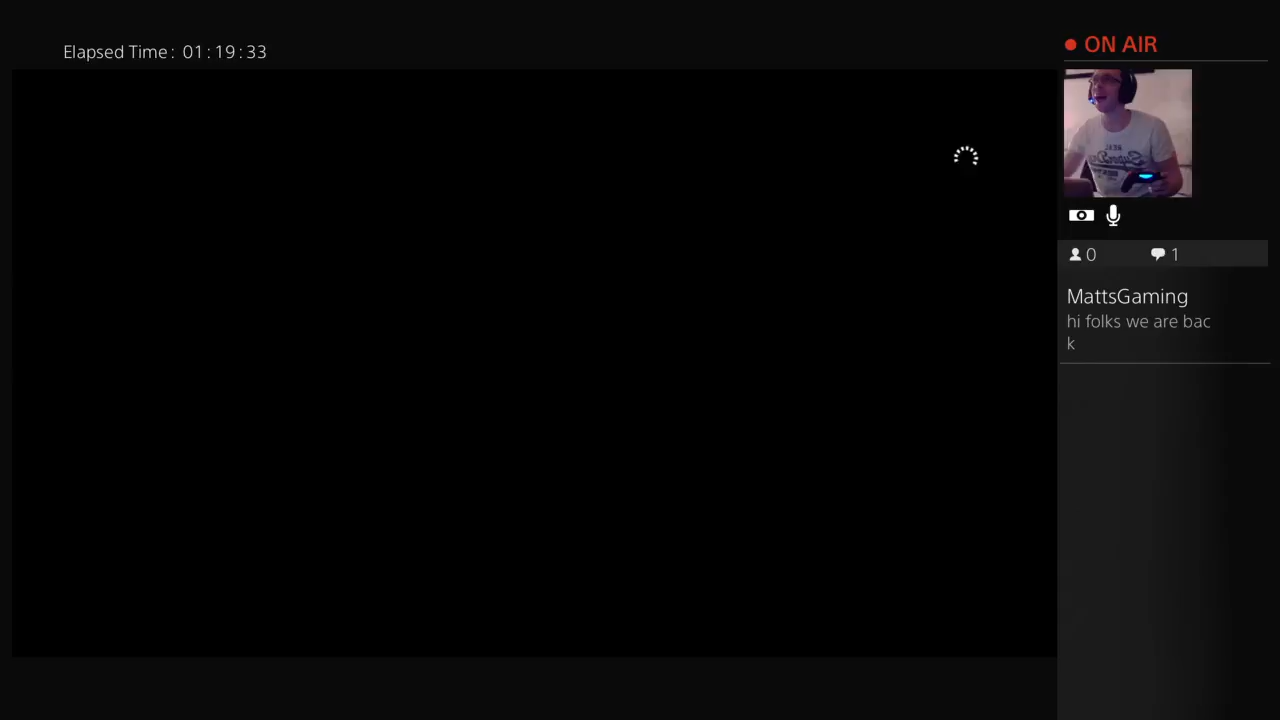 Elapsed Time: 01:19:33
ON AIR
0 1
MattsGaming
hi folks we are bac
k